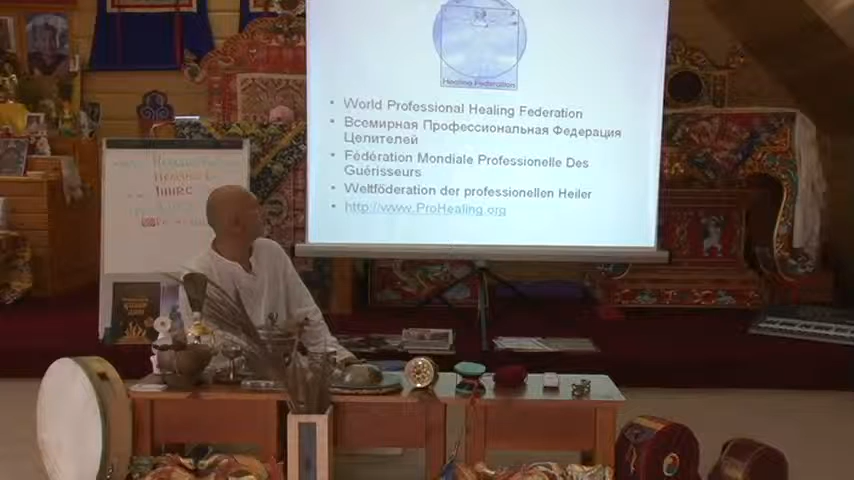 Healing Federation
• World Professional Healing Federation
• Всемирная Профессиональная Федерация
Целителей
• Fédération Mondiale Professionelle Des
Guérisseurs
• Weltföderation der professionellen Heiler
• http://www.ProHealing.org